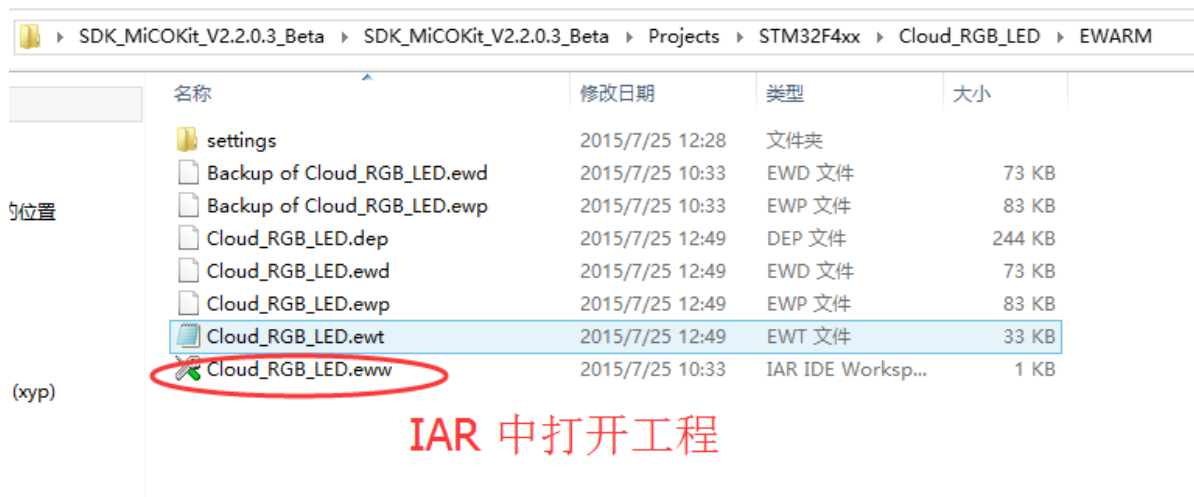 SDK_MiCOKit_V2.2.0.3_Beta SDK_MiCOKit_V2.2.0.3_Beta Projects STM32F4xx Cloud_RGB_LED EWARM
名称 修改日期 类型 大小
settings 2015/7/25 12:28 文件夹
Backup of Cloud_RGB_LED.ewd 2015/7/25 10:33 EWD 文件 73 KB
Backup of Cloud_RGB_LED.ewp 2015/7/25 10:33 EWP 文件 83 KB
的位置
Cloud_RGB_LED.dep 2015/7/25 12:49 DEP 文件 244 KB
Cloud_RGB_LED.ewd 2015/7/25 12:49 EWD 文件 73 KB
Cloud_RGB_LED.ewp 2015/7/25 12:49 EWP 文件 83 KB
Cloud_RGB_LED.ewt 2015/7/25 12:49 EWT 文件 33 KB
Cloud_RGB_LED.eww 2015/7/25 10:33 IAR IDE Worksp... 1 KB
(xyp)
IAR 中打开工程